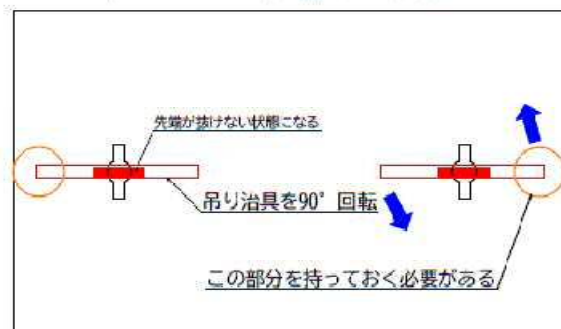 先端が抜けない状態になる
吊り治具を90°回転
この部分を持っておく必要がある